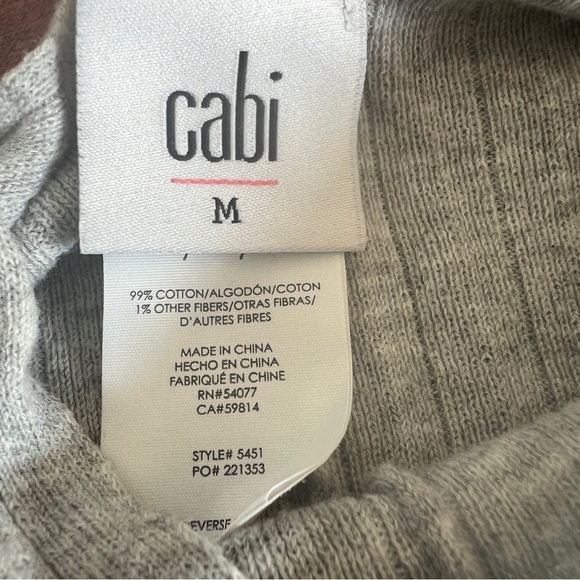 cabi
M
99% COTTON/ALGODÓN/COTON
1% OTHER FIBERS/OTRAS FIBRAS/
D'AUTRES FIBRES
MADE IN CHINA
HECHO EN CHINA
FABRIQUÉ EN CHINE
RN#54077
CA#59814
STYLE# 5451
PO# 221353